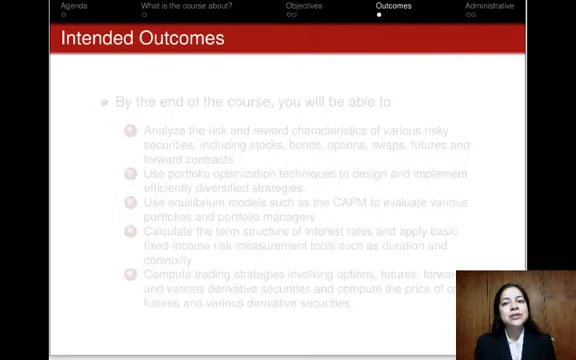 Agenda What is the course about? Objectives Outcomes Administrative
Intended Outcomes
By the end of the course, you will be able to
Analyze the risk and reward characteristics of various risky
securities, including stocks, bonds, options, swaps, futures and
forward contracts.
Use portfolio optimization techniques to design and implement
efficiently diversified strategies.
Use equilibrium models such as the CAPM to evaluate various
portfolios and portfolio managers
Calculate the term structure of interest rates and apply basic
fixed-income risk measurement tools such as duration and
convexity
Compute trading strategies involving options, futures, forward
and various derivative securities and compute the price of
futures and various derivative securities.